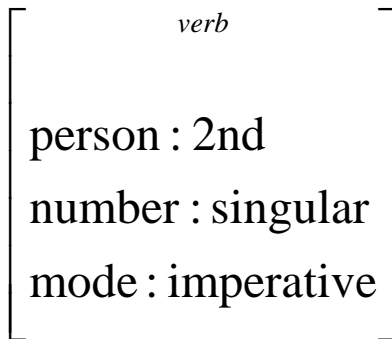 verb
person : 2nd
number : singular
mode : imperative